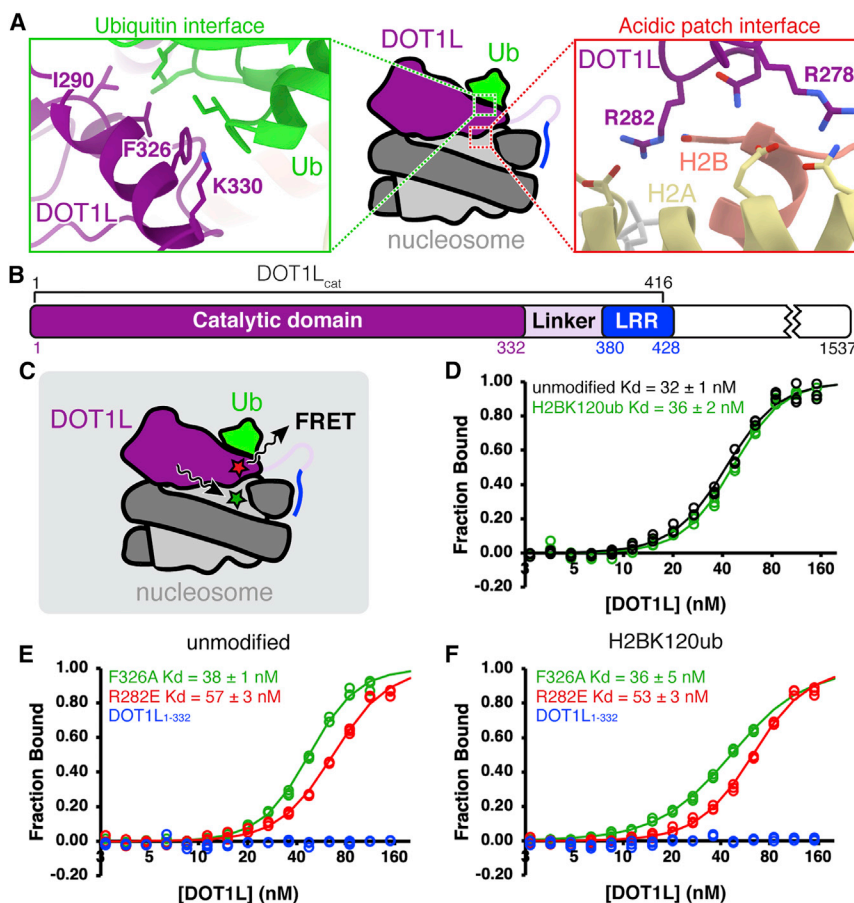 A
Ubiquitin interface
Acidic patch interface
DOT1L
Ub
I290
F326
K330
Ub
DOT1L
nucleosome
DOT1L
R278
R282
H2B
H2A
B
DOT1Lcat
1 416
Catalytic domain Linker LRR
1 332 380 428 1537
C
DOT1L Ub FRET
nucleosome
D
unmodified Kd = 32 ± 1 nM
H2BK120ub Kd = 36 ± 2 nM
Fraction Bound
1.00
0.80
0.60
0.40
0.20
0.00
-0.20
3 5 10 20 40 80 160
[DOT1L] (nM)
E
unmodified
F326A Kd = 38 ± 1 nM
R282E Kd = 57 ± 3 nM
DOT1L1-332
Fraction Bound
1.00
0.80
0.60
0.40
0.20
0.00
-0.20
3 5 10 20 40 80 160
[DOT1L] (nM)
F
H2BK120ub
F326A Kd = 36 ± 5 nM
R282E Kd = 53 ± 3 nM
DOT1L1-332
Fraction Bound
1.00
0.80
0.60
0.40
0.20
0.00
-0.20
3 5 10 20 40 80 160
[DOT1L] (nM)